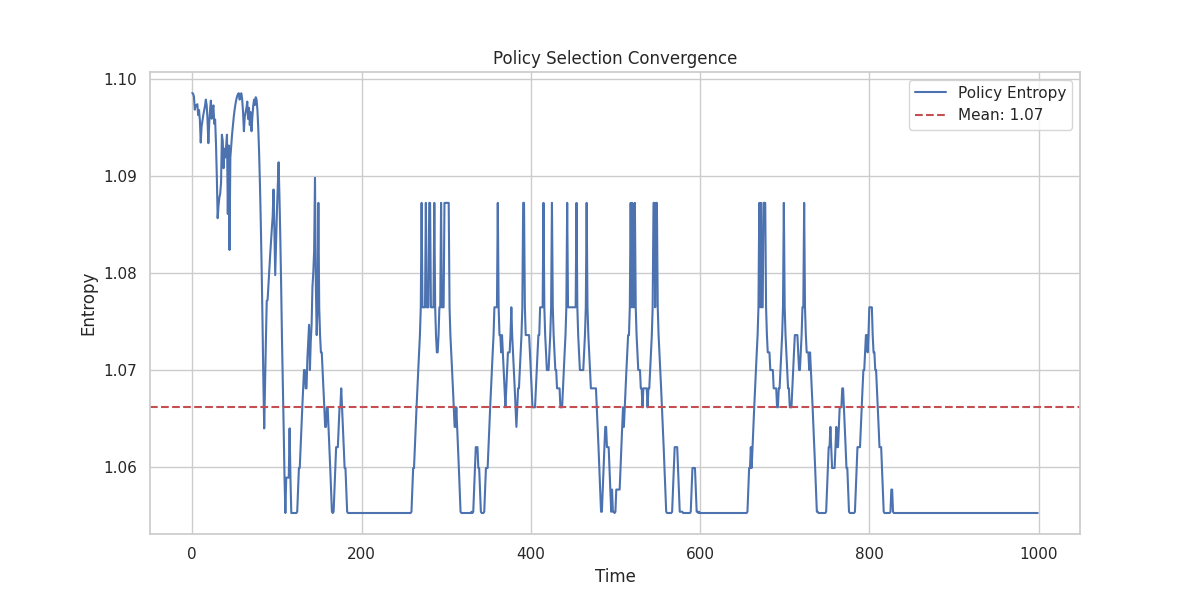 Policy Selection Convergence
1.10
1.09
1.08
1.07
1.06
Entropy
Policy Entropy
Mean: 1.07
0
200
400
600
800
1000
Time